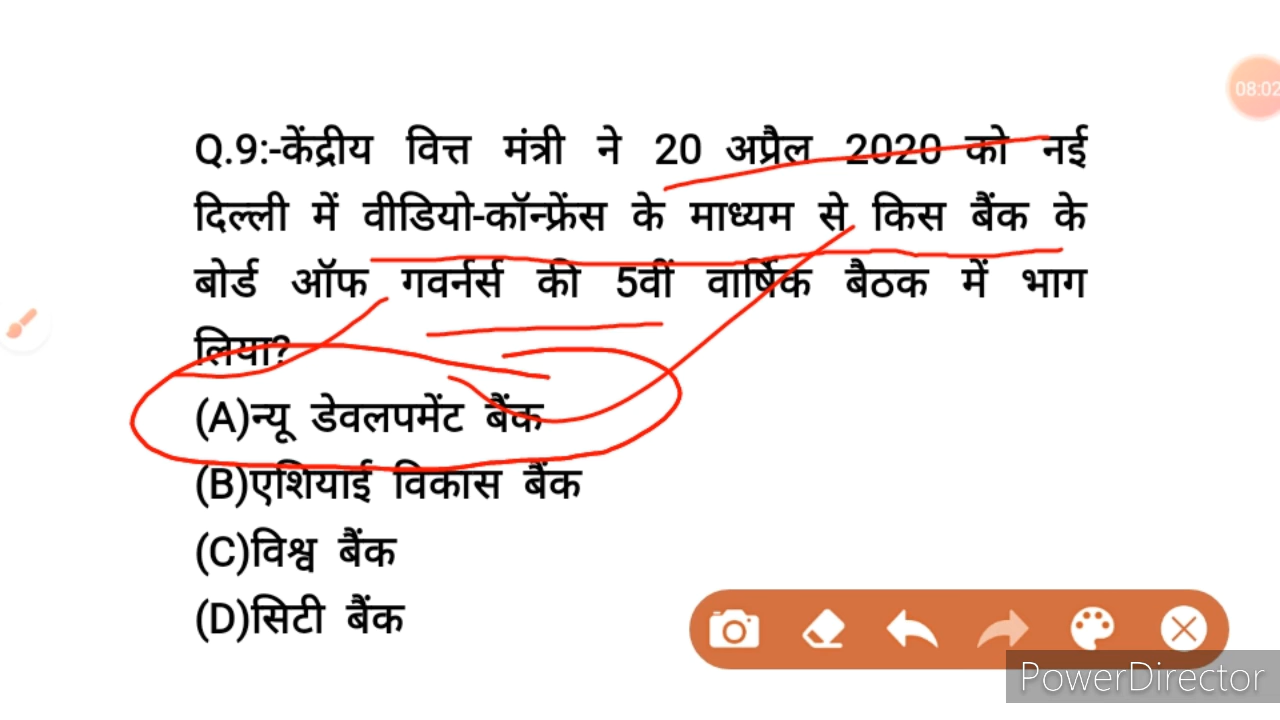 08:02
Q.9:-केंद्रीय वित्त मंत्री ने 20 अप्रैल 2020 को नई
दिल्ली में वीडियो-कॉन्फ्रेंस के माध्यम से किस बैंक के
बोर्ड ऑफ गवर्नर्स की 5वीं वार्षिक बैठक में भाग
लिया?
(A)न्यू डेवलपमेंट बैंक
(B)एशियाई विकास बैंक
(C)विश्व बैंक
(D)सिटी बैंक
PowerDirector